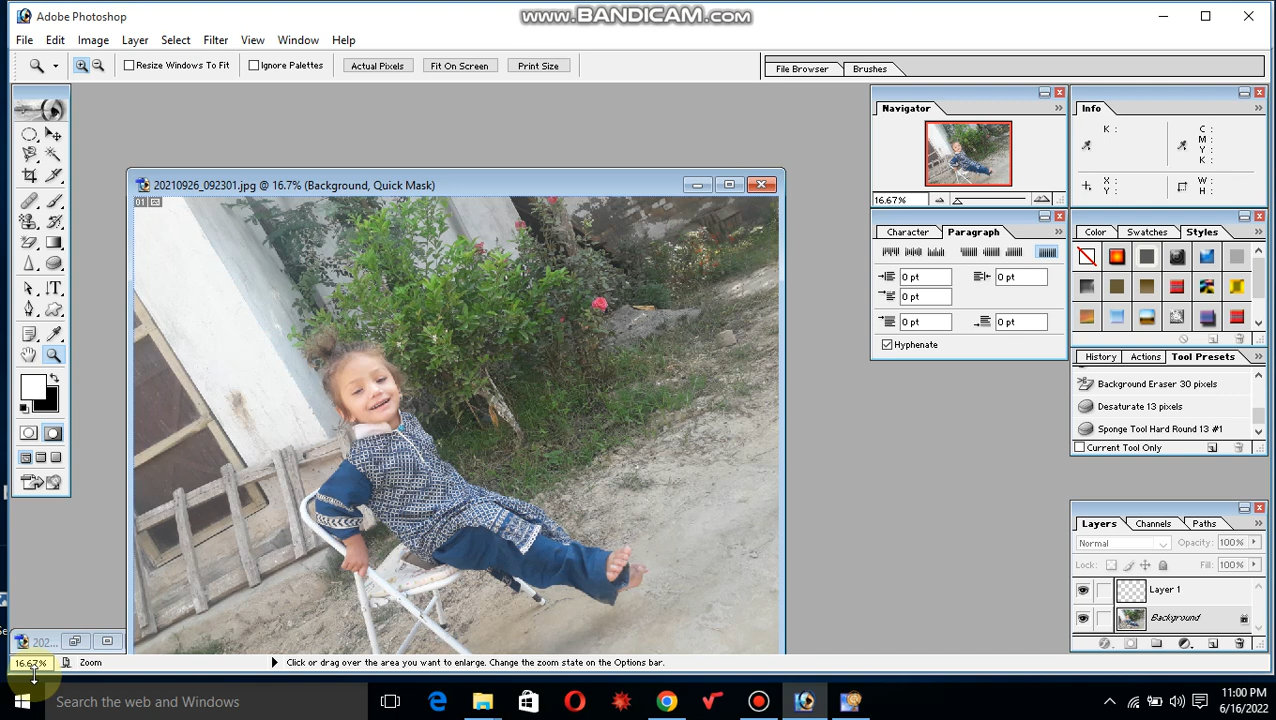 Adobe Photoshop
www.BANDICAM.com
File Edit Image Layer Select Filter View Window Help
Resize Windows To Fit Ignore Palettes Actual Pixels Fit On Screen Print Size File Browser Brushes
Navigator
Info
K :
C :
M :
Y :
K :
X :
Y :
W :
H :
16.67%
20210926_092301.jpg @ 16.7% (Background, Quick Mask)
01
Character Paragraph
0 pt 0 pt
0 pt
0 pt 0 pt
Hyphenate
Color Swatches Styles
History Actions Tool Presets
Background Eraser 30 pixels
Desaturate 13 pixels
Sponge Tool Hard Round 13 #1
Current Tool Only
Layers Channels Paths
Normal Opacity: 100%
Lock: Fill: 100%
Layer 1
Background
202...
16.67% Zoom Click or drag over the area you want to enlarge. Change the zoom state on the Options bar.
Search the web and Windows
11:00 PM
6/16/2022